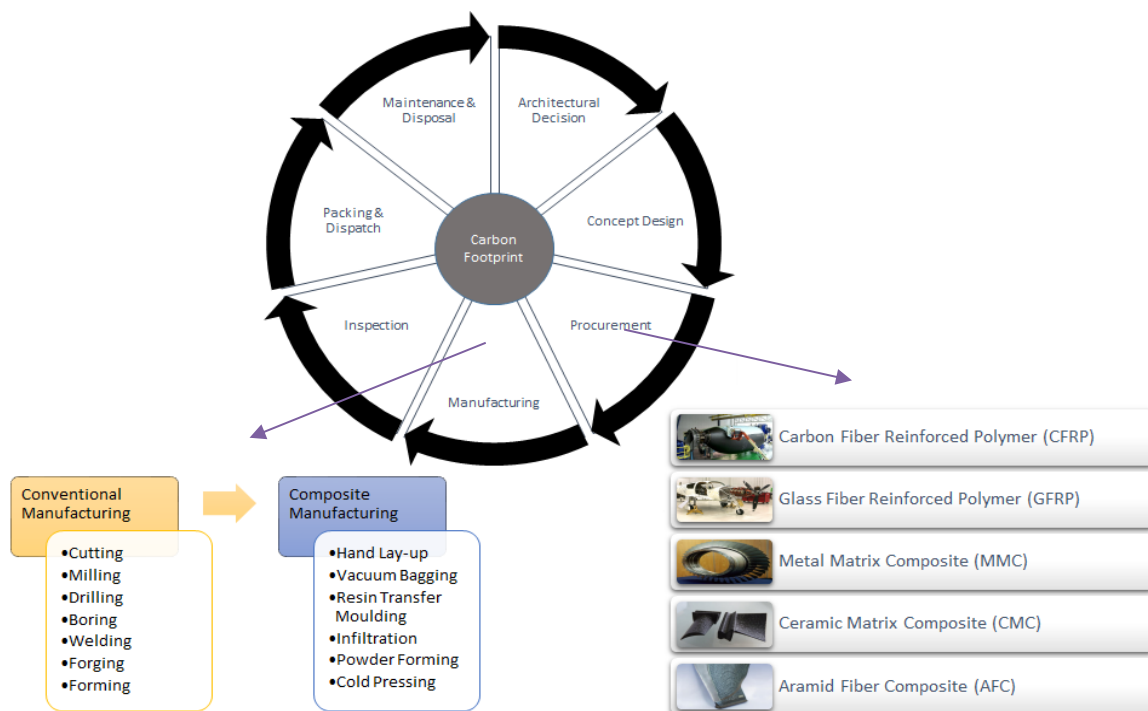 Maintenance &
Disposal
Architectural
Decision
Packing &
Dispatch
Concept Design
Carbon
Footprint
Inspection
Procurement
Manufacturing
Conventional
Manufacturing
•Cutting
•Milling
•Drilling
•Boring
•Welding
•Forging
•Forming
Composite
Manufacturing
•Hand Lay-up
•Vacuum Bagging
•Resin Transfer
Moulding
•Infiltration
•Powder Forming
•Cold Pressing
Carbon Fiber Reinforced Polymer (CFRP)
Glass Fiber Reinforced Polymer (GFRP)
Metal Matrix Composite (MMC)
Ceramic Matrix Composite (CMC)
Aramid Fiber Composite (AFC)